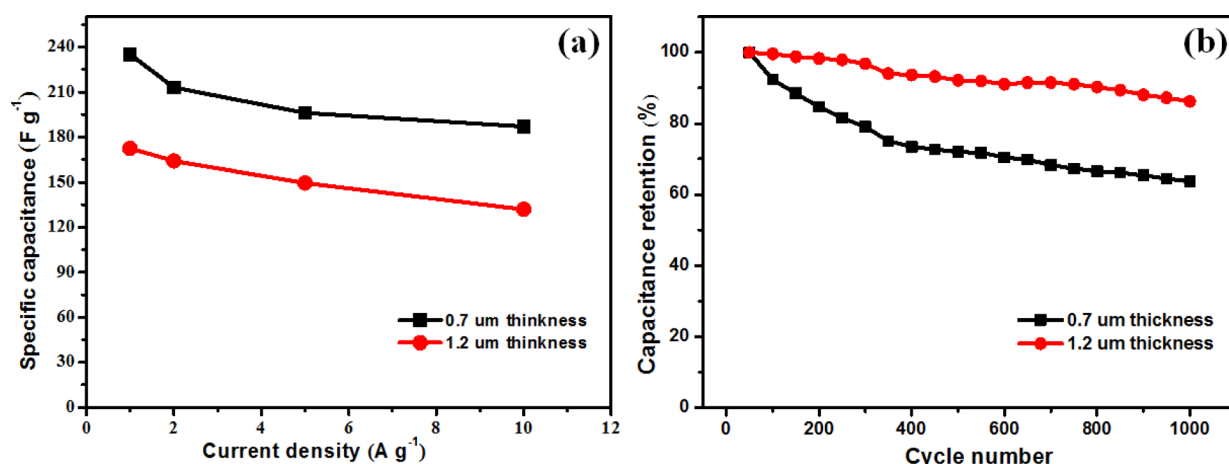 (a)
Specific capacitance (F g⁻¹)
240
210
180
150
120
90
60
30
0
0.7 um thinkness
1.2 um thinkness
0 2 4 6 8 10 12
Current density (A g⁻¹)
(b)
Capacitance retention (%)
100
80
60
40
20
0
0.7 um thickness
1.2 um thickness
200 400 600 800 1000
Cycle number